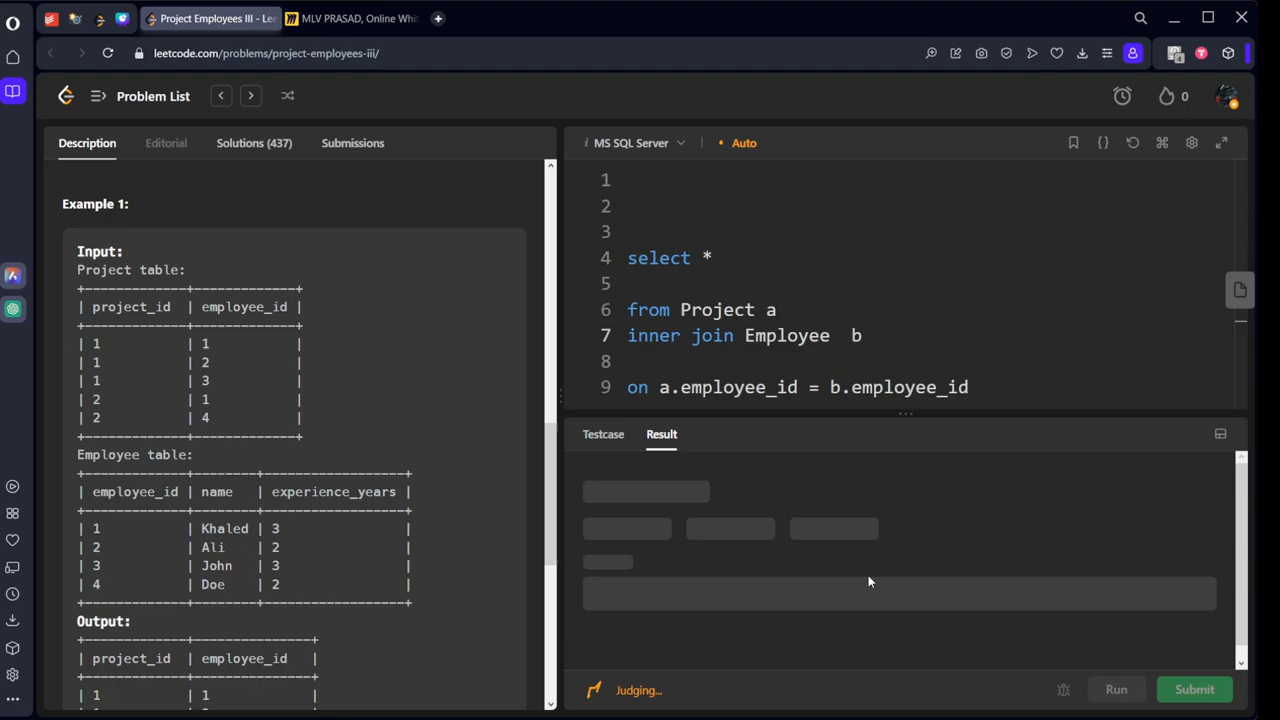 Project Employees III - Lee
MLV PRASAD, Online Whit
leetcode.com/problems/project-employees-iii/
4
Problem List
0
Description
Editorial
Solutions (437)
Submissions
Example 1:
Input:
Project table:
+-------------+-------------+
| project_id  | employee_id |
+-------------+-------------+
| 1           | 1           |
| 1           | 2           |
| 1           | 3           |
| 2           | 1           |
| 2           | 4           |
+-------------+-------------+
Employee table:
+-------------+--------+------------------+
| employee_id | name   | experience_years |
+-------------+--------+------------------+
| 1           | Khaled | 3                |
| 2           | Ali    | 2                |
| 3           | John   | 3                |
| 4           | Doe    | 2                |
+-------------+--------+------------------+
Output:
+-------------+---------------+
| project_id  | employee_id   |
+-------------+---------------+
| 1           | 1             |
i MS SQL Server
• Auto
1
2
3
4 select *
5
6 from Project a
7 inner join Employee  b
8
9 on a.employee_id = b.employee_id
Testcase
Result
Judging...
Run
Submit